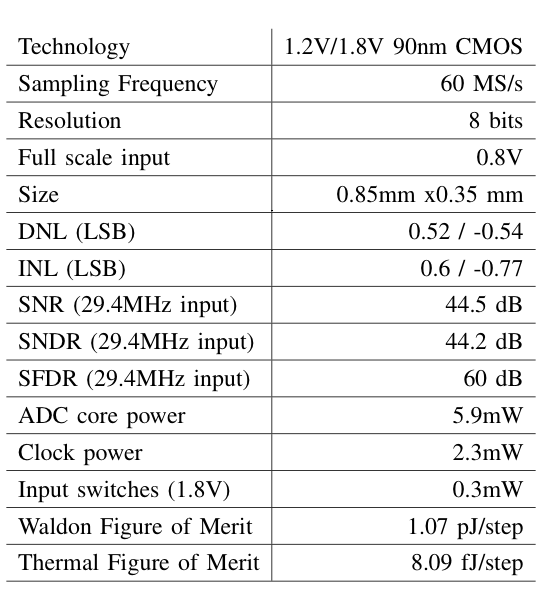 Technology 1.2V/1.8V 90nm CMOS
Sampling Frequency 60 MS/s
Resolution 8 bits
Full scale input 0.8V
Size 0.85mm x0.35 mm
DNL (LSB) 0.52 / -0.54
INL (LSB) 0.6 / -0.77
SNR (29.4MHz input) 44.5 dB
SNDR (29.4MHz input) 44.2 dB
SFDR (29.4MHz input) 60 dB
ADC core power 5.9mW
Clock power 2.3mW
Input switches (1.8V) 0.3mW
Waldon Figure of Merit 1.07 pJ/step
Thermal Figure of Merit 8.09 fJ/step